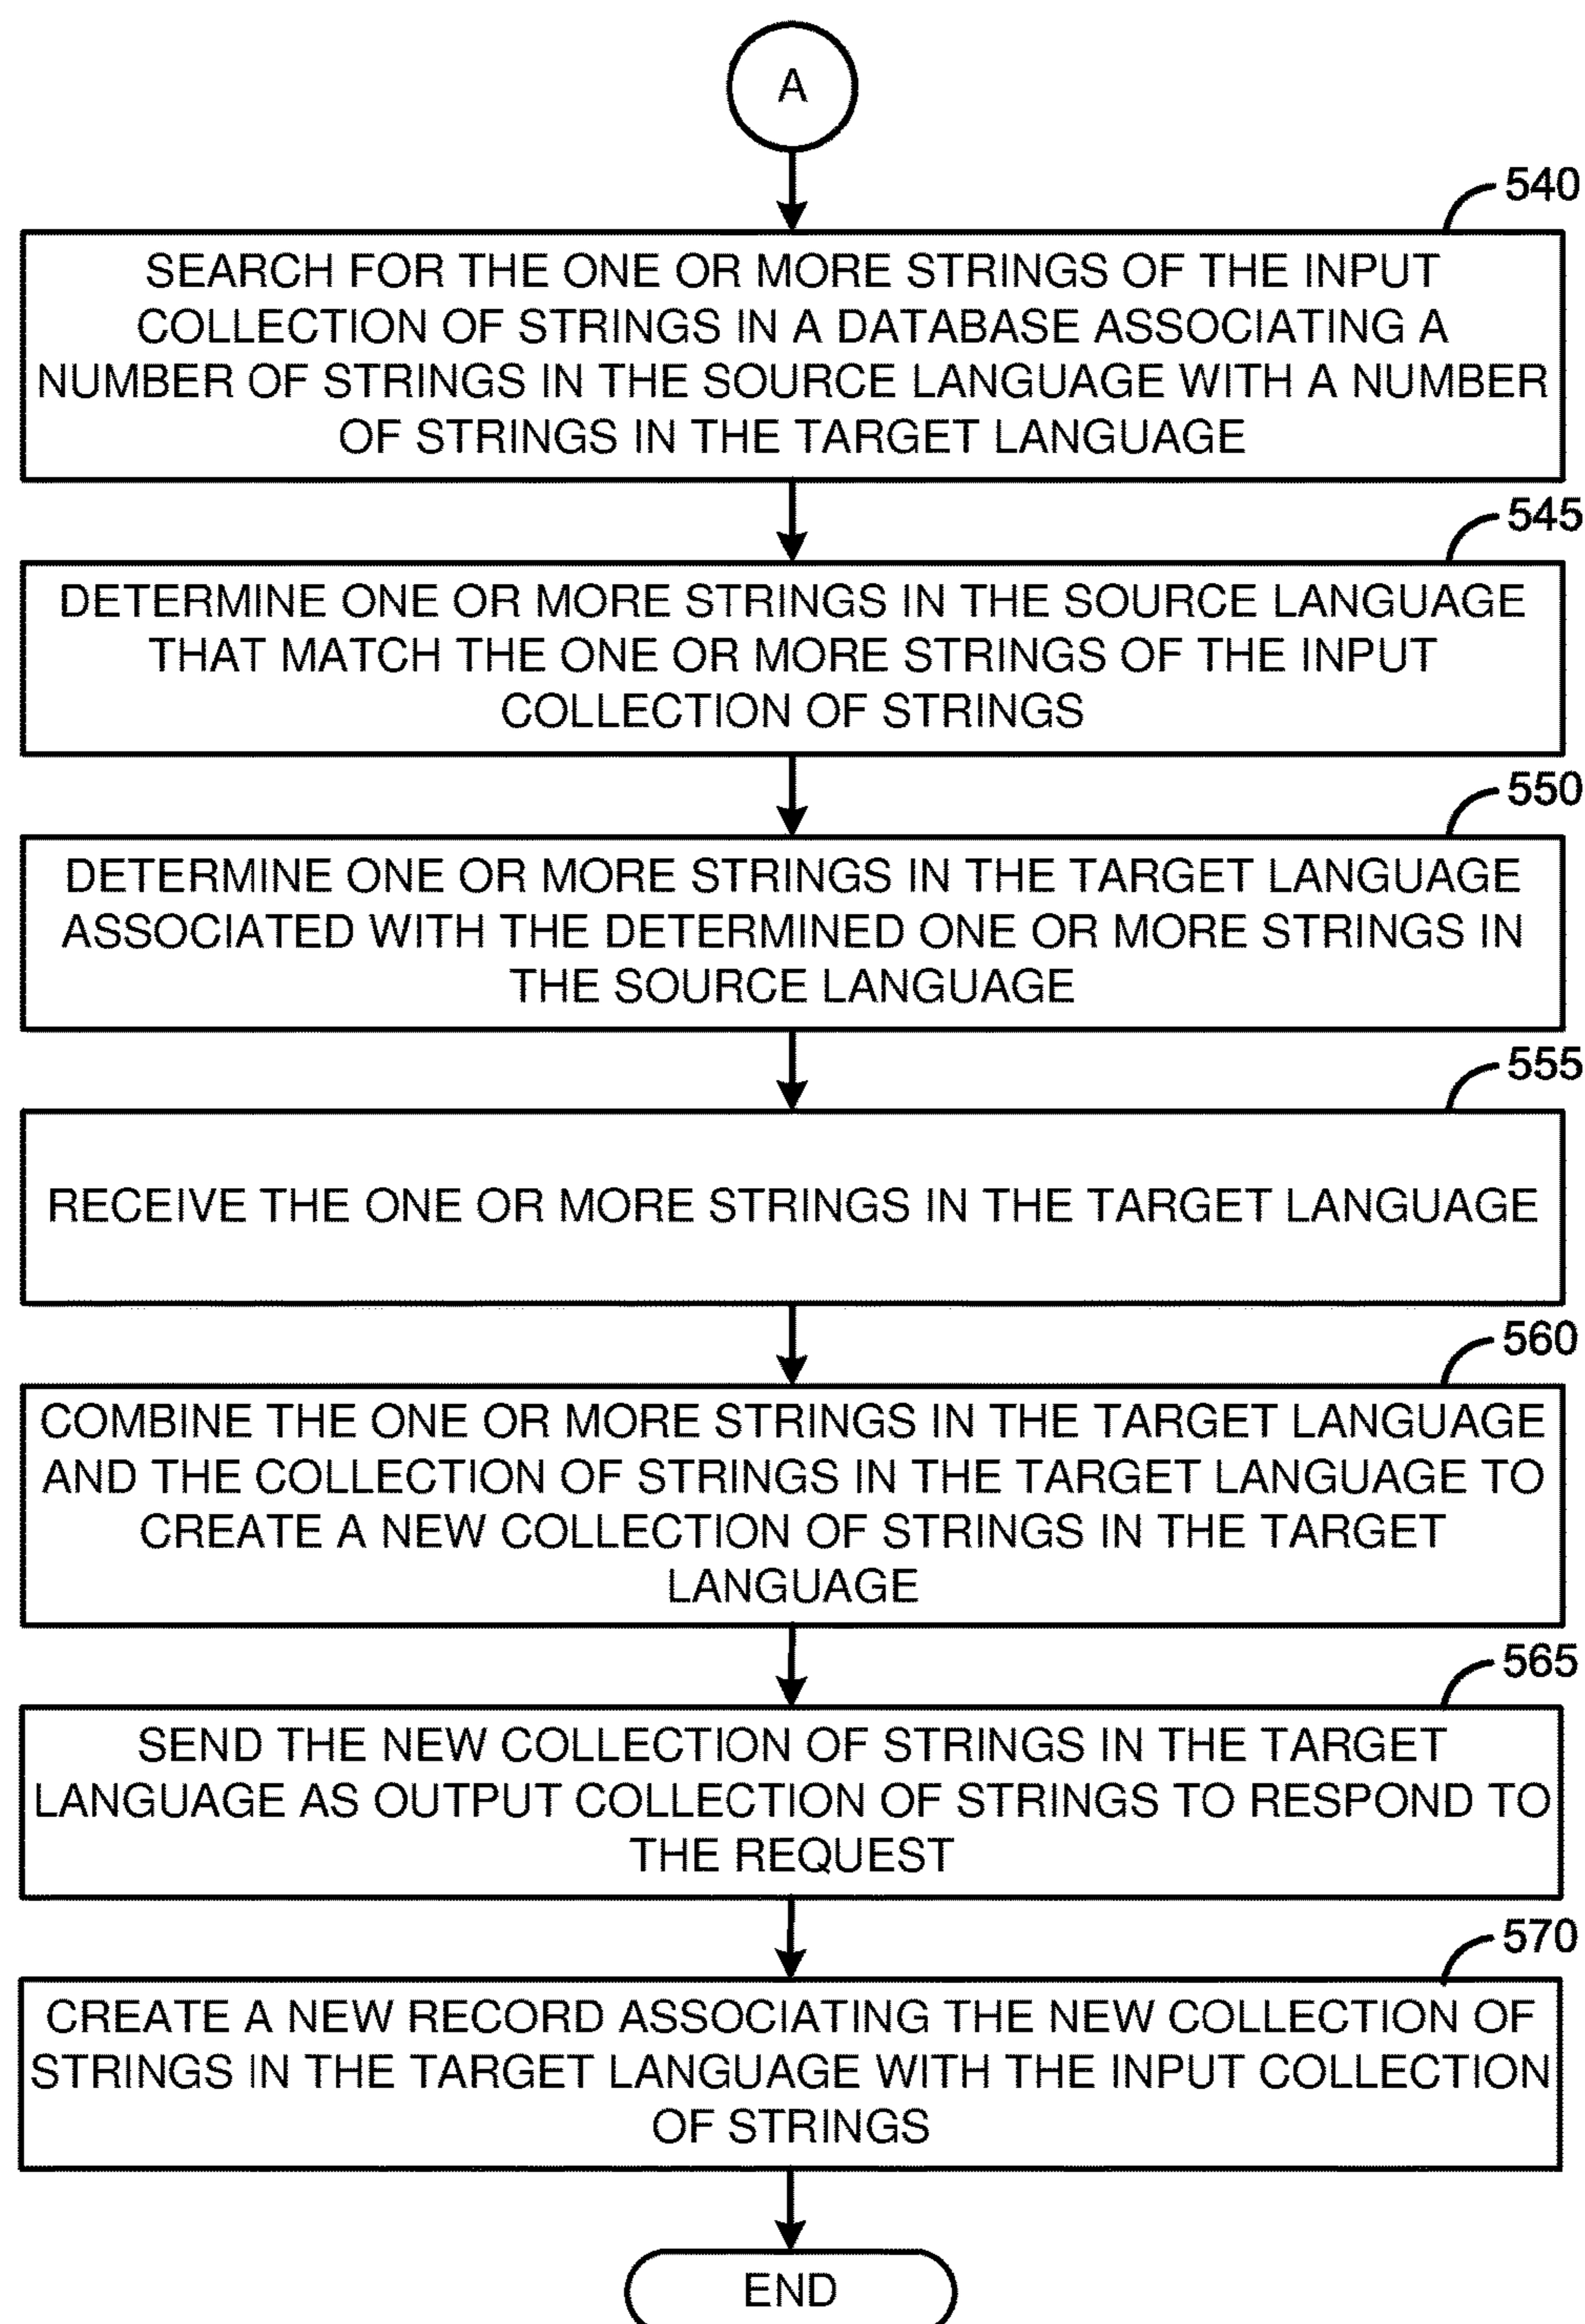 A
540
SEARCH FOR THE ONE OR MORE STRINGS OF THE INPUT
COLLECTION OF STRINGS IN A DATABASE ASSOCIATING A
NUMBER OF STRINGS IN THE SOURCE LANGUAGE WITH A NUMBER
OF STRINGS IN THE TARGET LANGUAGE
545
DETERMINE ONE OR MORE STRINGS IN THE SOURCE LANGUAGE
THAT MATCH THE ONE OR MORE STRINGS OF THE INPUT
COLLECTION OF STRINGS
550
DETERMINE ONE OR MORE STRINGS IN THE TARGET LANGUAGE
ASSOCIATED WITH THE DETERMINED ONE OR MORE STRINGS IN
THE SOURCE LANGUAGE
555
RECEIVE THE ONE OR MORE STRINGS IN THE TARGET LANGUAGE
560
COMBINE THE ONE OR MORE STRINGS IN THE TARGET LANGUAGE
AND THE COLLECTION OF STRINGS IN THE TARGET LANGUAGE TO
CREATE A NEW COLLECTION OF STRINGS IN THE TARGET
LANGUAGE
565
SEND THE NEW COLLECTION OF STRINGS IN THE TARGET
LANGUAGE AS OUTPUT COLLECTION OF STRINGS TO RESPOND TO
THE REQUEST
570
CREATE A NEW RECORD ASSOCIATING THE NEW COLLECTION OF
STRINGS IN THE TARGET LANGUAGE WITH THE INPUT COLLECTION
OF STRINGS
END